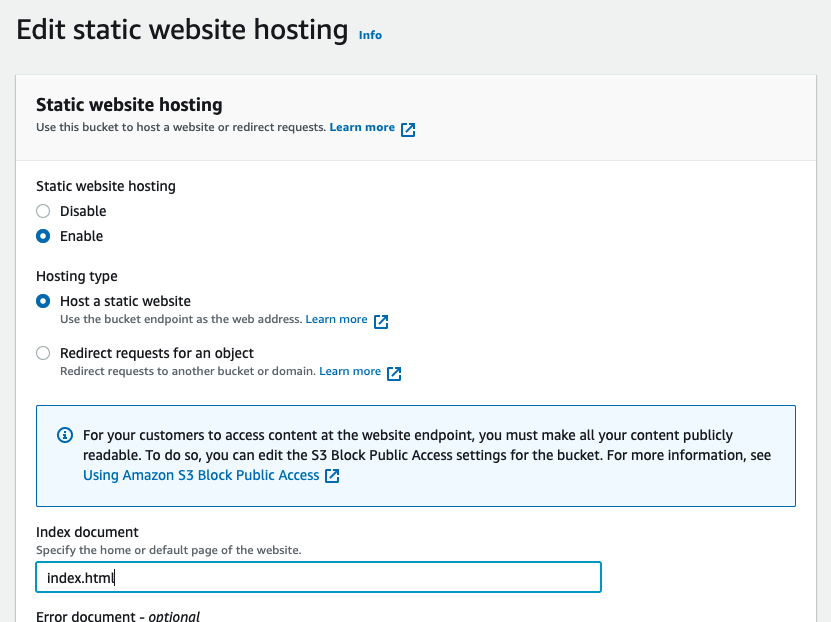 Edit static website hosting Info
Static website hosting
Use this bucket to host a website or redirect requests. Learn more
Static website hosting
Disable
Enable
Hosting type
Host a static website
Use the bucket endpoint as the web address. Learn more
Redirect requests for an object
Redirect requests to another bucket or domain. Learn more
For your customers to access content at the website endpoint, you must make all your content publicly
readable. To do so, you can edit the S3 Block Public Access settings for the bucket. For more information, see
Using Amazon S3 Block Public Access
Index document
Specify the home or default page of the website.
index.html
Error document - optional